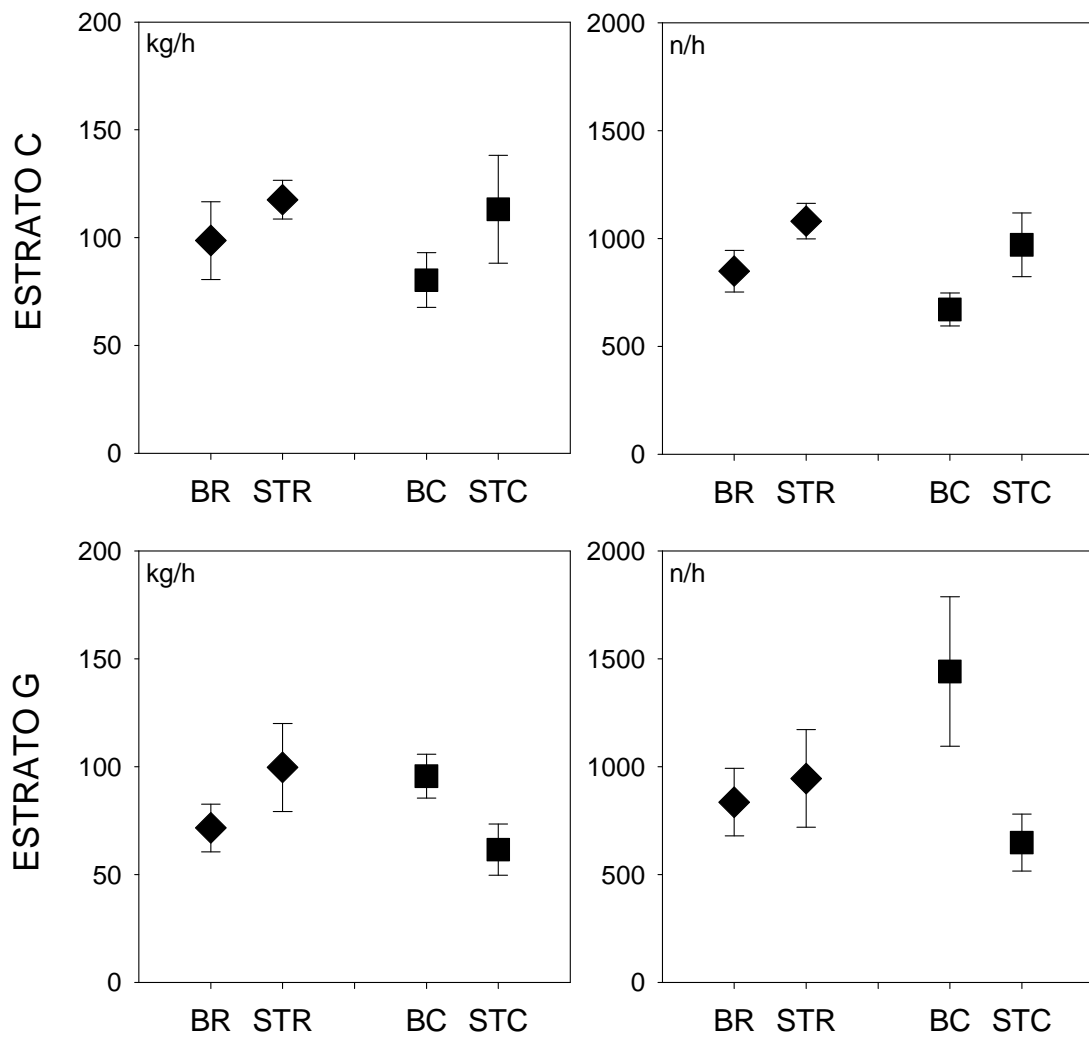 ESTRATO C
200
150
100
50
0
kg/h
BR STR BC STC
2000
1500
1000
500
0
n/h
BR STR BC STC
ESTRATO G
200
150
100
50
0
kg/h
BR STR BC STC
2000
1500
1000
500
0
n/h
BR STR BC STC